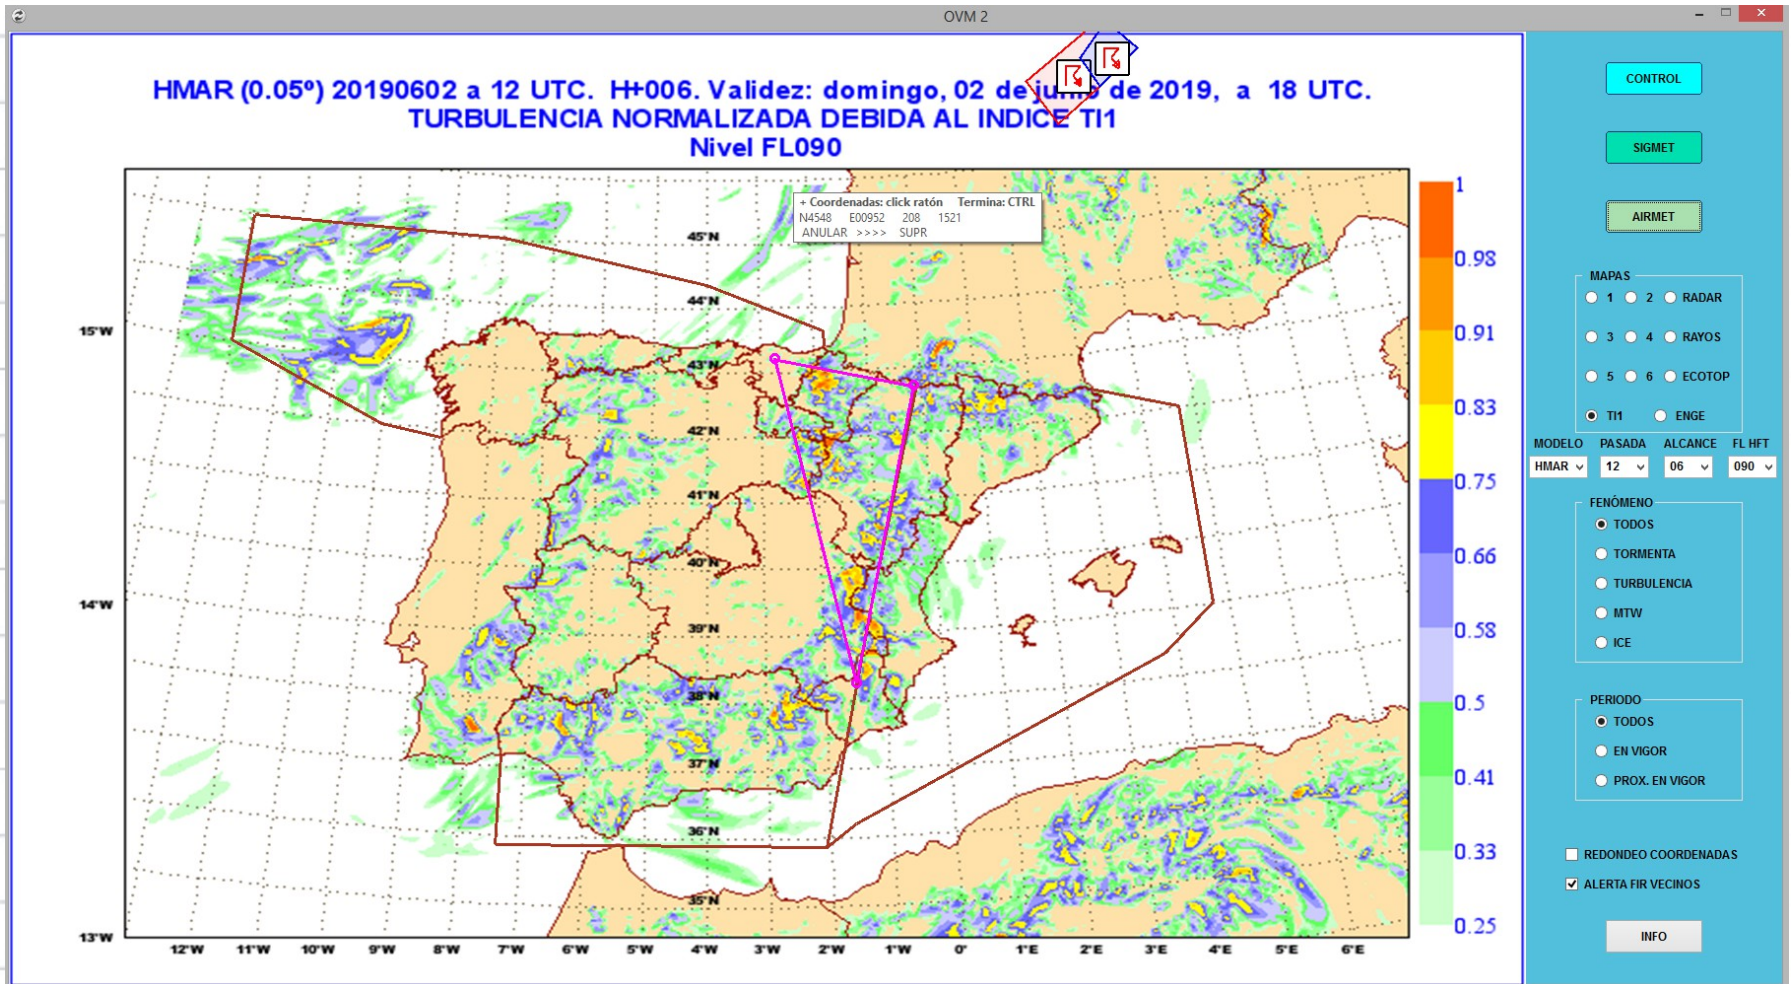 OVM 2
HMAR (0.05º) 20190602 a 12 UTC. H+006. Validez: domingo, 02 de junio de 2019, a 18 UTC.
TURBULENCIA NORMALIZADA DEBIDA AL INDICE TI1
Nivel FL090
+ Coordenadas: click ratón Termina: CTRL
N4548 E00952 208 1521
ANULAR >>>> SUPR
45°N
44°N
43°N
42°N
41°N
40°N
39°N
38°N
37°N
36°N
35°N
15°W
14°W
13°W
12°W 11°W 10°W 9°W 8°W 7°W 6°W 5°W 4°W 3°W 2°W 1°W 0° 1°E 2°E 3°E 4°E 5°E 6°E
1
0.98
0.91
0.83
0.75
0.66
0.58
0.5
0.41
0.33
0.25
CONTROL
SIGMET
AIRMET
MAPAS
1 2 RADAR
3 4 RAYOS
5 6 ECOTOP
TI1 ENGE
MODELO PASADA ALCANCE FL HFT
HMAR 12 06 090
FENÓMENO
TODOS
TORMENTA
TURBULENCIA
MTW
ICE
PERIODO
TODOS
EN VIGOR
PROX. EN VIGOR
REDONDEO COORDENADAS
ALERTA FIR VECINOS
INFO